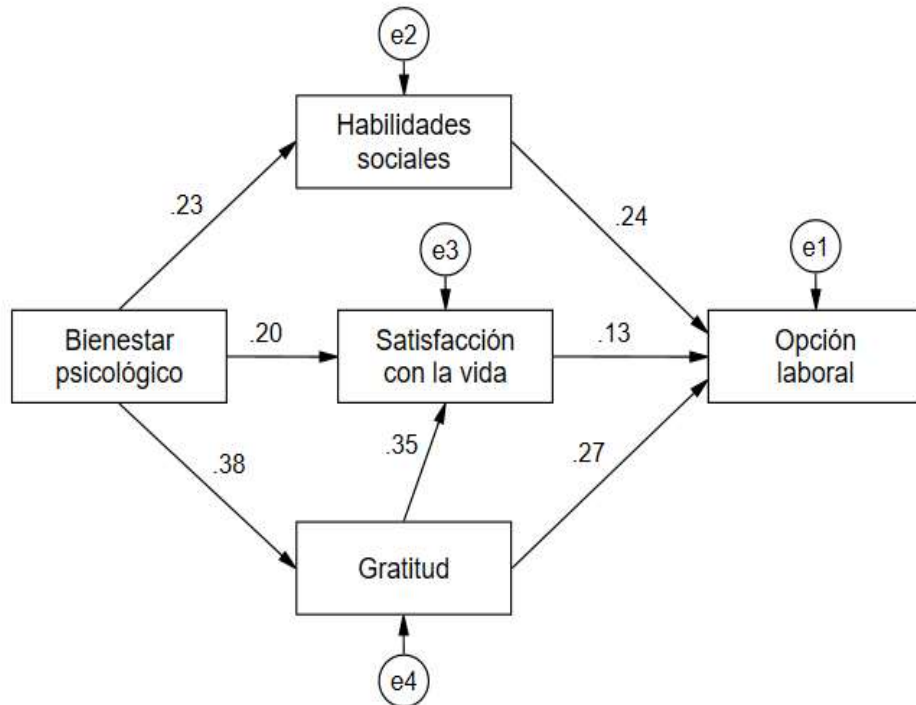 e2
Habilidades
sociales
.23
.24
e3
e1
Bienestar
psicológico
.20
Satisfacción
con la vida
.13
Opción
laboral
.38
.35
.27
Gratitud
e4